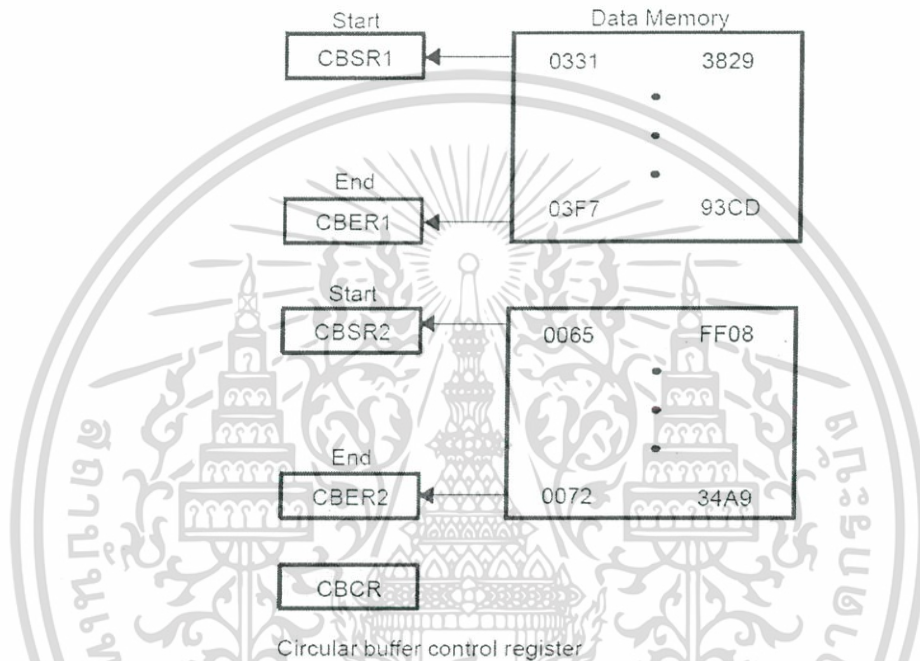 Start
Data Memory
CBSR1
0331 3829
End
CBER1
03F7 93CD
Start
CBSR2
0065 FF08
End
CBER2
0072 34A9
CBCR
Circular buffer control register